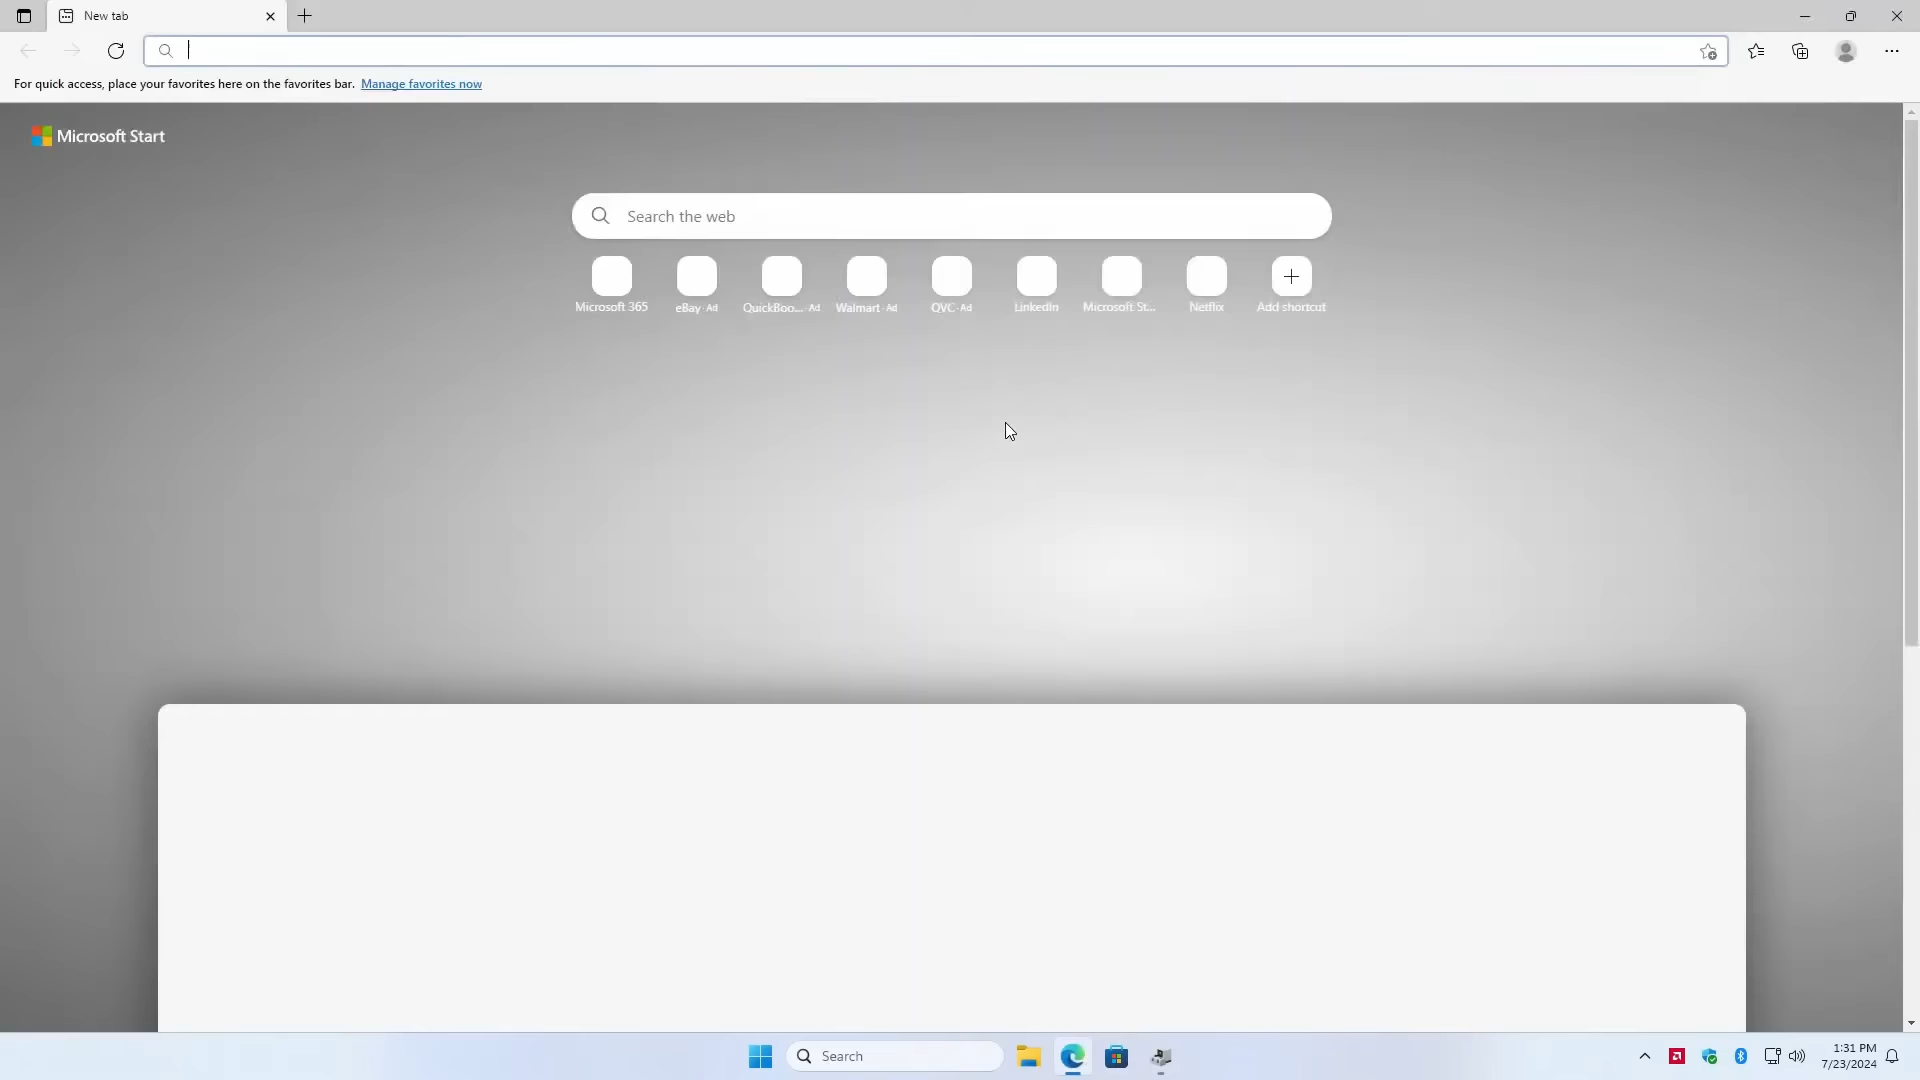 New tab
For quick access, place your favorites here on the favorites bar. Manage favorites now
Microsoft Start
Search the web
Microsoft 365
eBay · Ad
QuickBoo... · Ad
Walmart · Ad
QVC · Ad
LinkedIn
Microsoft St...
Netflix
Add shortcut
Search
1:31 PM
7/23/2024